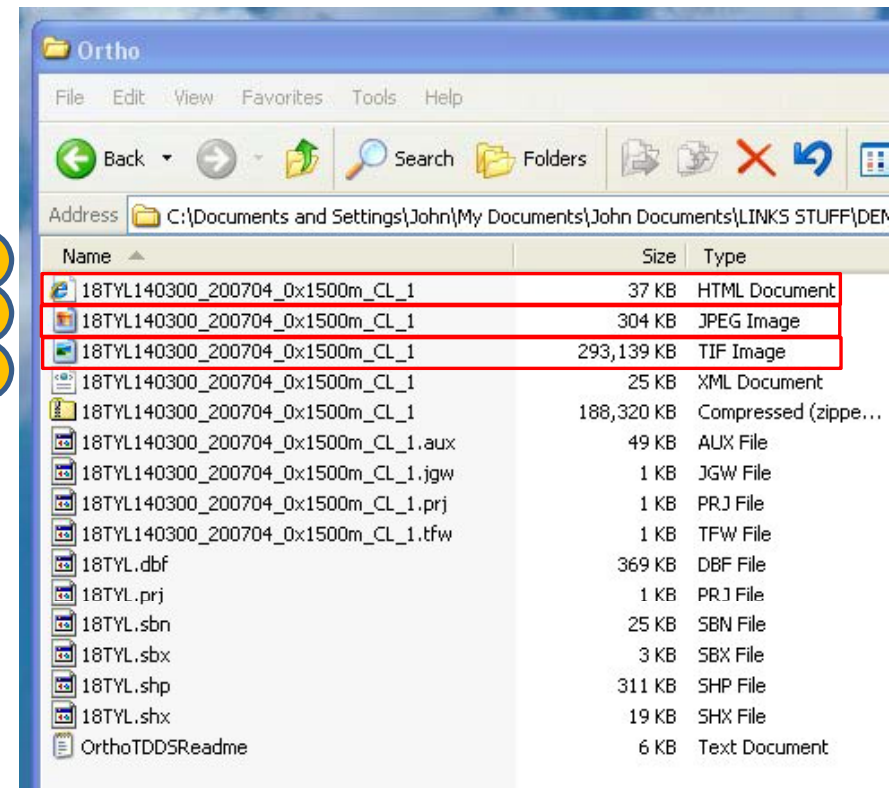 Ortho
File Edit View Favorites Tools Help
Back Search Folders
Address C:\Documents and Settings\John\My Documents\John Documents\LINKS STUFF\DEM
Name Size Type
18TYL140300_200704_0x1500m_CL_1 37 KB HTML Document
18TYL140300_200704_0x1500m_CL_1 304 KB JPEG Image
18TYL140300_200704_0x1500m_CL_1 293,139 KB TIF Image
18TYL140300_200704_0x1500m_CL_1 25 KB XML Document
18TYL140300_200704_0x1500m_CL_1 188,320 KB Compressed (zippe...
18TYL140300_200704_0x1500m_CL_1.aux 49 KB AUX File
18TYL140300_200704_0x1500m_CL_1.jgw 1 KB JGW File
18TYL140300_200704_0x1500m_CL_1.prj 1 KB PRJ File
18TYL140300_200704_0x1500m_CL_1.tfw 1 KB TFW File
18TYL.dbf 369 KB DBF File
18TYL.prj 1 KB PRJ File
18TYL.sbn 25 KB SBN File
18TYL.sbx 3 KB SBX File
18TYL.shp 311 KB SHP File
18TYL.shx 19 KB SHX File
OrthoTDDSReadme 6 KB Text Document